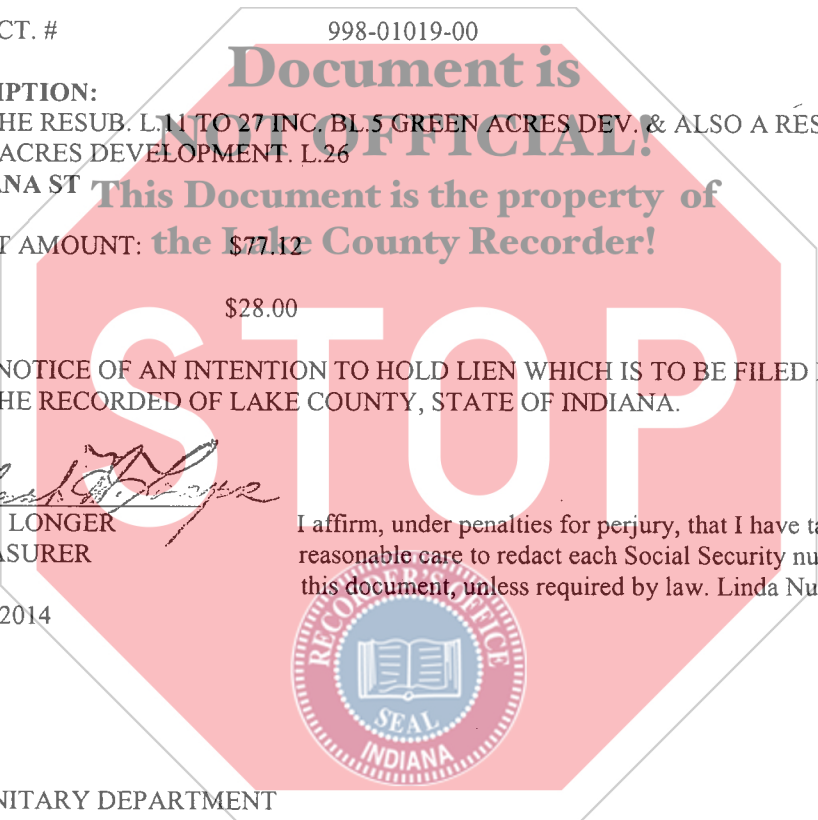 CT. # 998-01019-00
Document is
IPTION:
HE RESUB. L.11 TO 27 INC. BL.5 GREEN ACRES DEV. & ALSO A RES
NOT OFFICIAL!
ACRES DEVELOPMENT. L.26
ANA ST
This Document is the property of
T AMOUNT: $77.12
the Lake County Recorder!
$28.00
STOP
NOTICE OF AN INTENTION TO HOLD LIEN WHICH IS TO BE FILED
HE RECORDED OF LAKE COUNTY, STATE OF INDIANA.
LONGER
ASURER
I affirm, under penalties for perjury, that I have ta
reasonable care to redact each Social Security nu
this document, unless required by law. Linda Nu
2014
RECORDER'S OFFICE
SEAL
INDIANA
NITARY DEPARTMENT